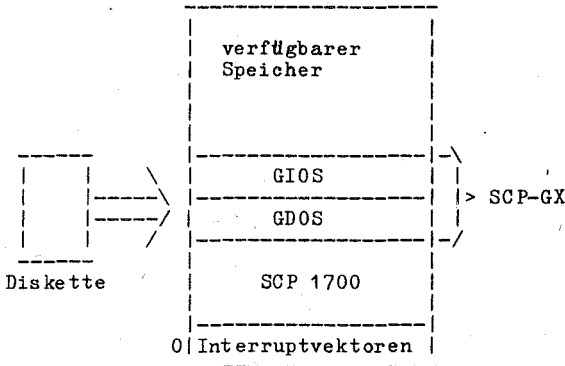 verfügbarer
Speicher
GIOS
> SCP-GX
GDOS
Diskette
SCP 1700
0 Interruptvektoren